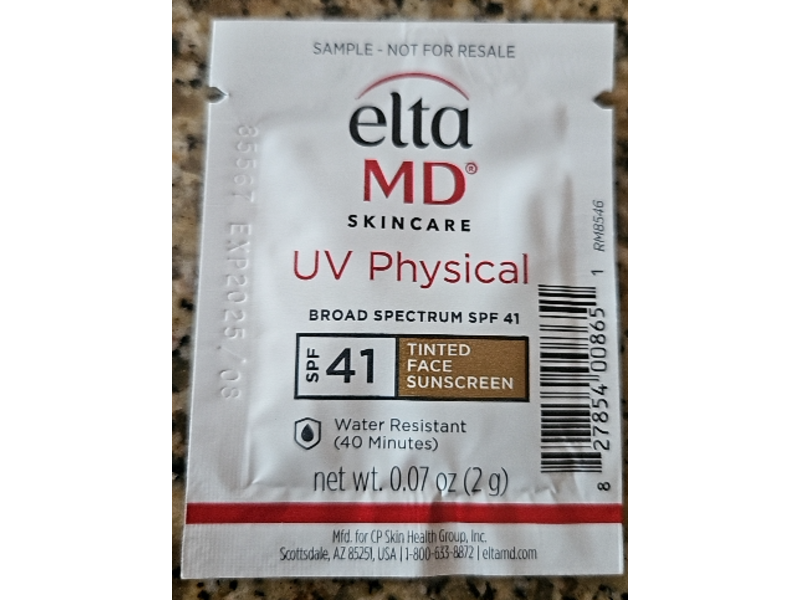 SAMPLE - NOT FOR RESALE
elta
MD®
SKINCARE
UV Physical
BROAD SPECTRUM SPF 41
SPF 41
TINTED
FACE
SUNSCREEN
Water Resistant
(40 Minutes)
net wt. 0.07 oz (2 g)
Mfd. for CP Skin Health Group, Inc.
Scottsdale, AZ 85251, USA | 1-800-633-8872 | eltamd.com
85567 EXP2025/08
RM8546
8 27854 00865 1